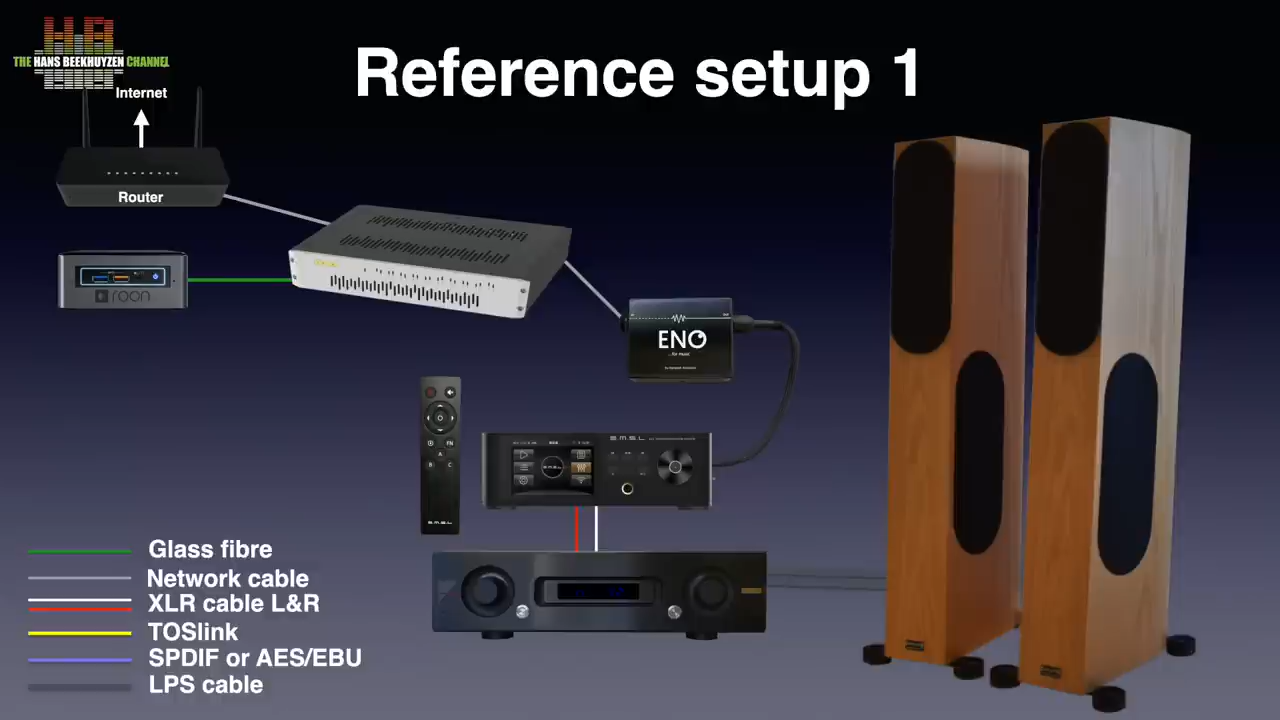 THE HANS BEEKHUYZEN CHANNEL
Reference setup 1
Internet
Router
roon
ENO
...for music
S.M.S.L
S.M.S.L
S.M.S.L
Glass fibre
Network cable
XLR cable L&R
TOSlink
SPDIF or AES/EBU
LPS cable
FN
A
B
C